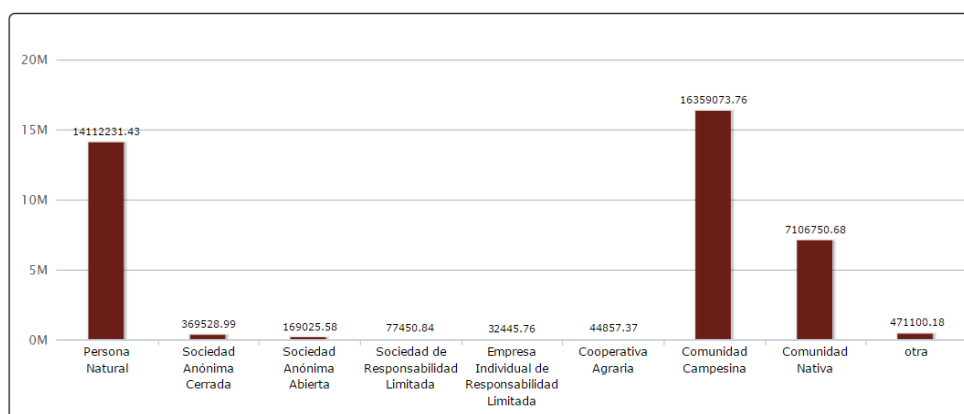 20M
15M
10M
5M
0M
14112231.43
369528.99
169025.58
77450.84
32445.76
44857.37
16359073.76
7106750.68
471100.18
Persona
Natural
Sociedad
Anónima
Cerrada
Sociedad
Anónima
Abierta
Sociedad de
Responsabilidad
Limitada
Empresa
Individual de
Responsabilidad
Limitada
Cooperativa
Agraria
Comunidad
Campesina
Comunidad
Nativa
otra